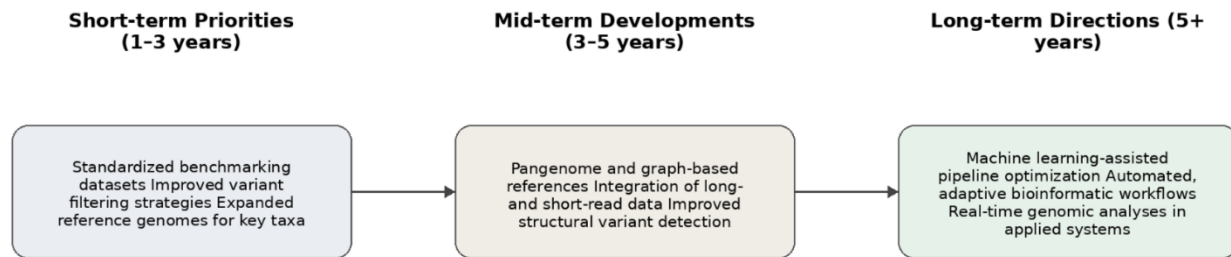 Short-term Priorities
(1–3 years)
Mid-term Developments
(3–5 years)
Long-term Directions (5+
years)
Standardized benchmarking
datasets Improved variant
filtering strategies Expanded
reference genomes for key taxa
Pangenome and graph-based
references Integration of long-
and short-read data Improved
structural variant detection
Machine learning-assisted
pipeline optimization Automated,
adaptive bioinformatic workflows
Real-time genomic analyses in
applied systems